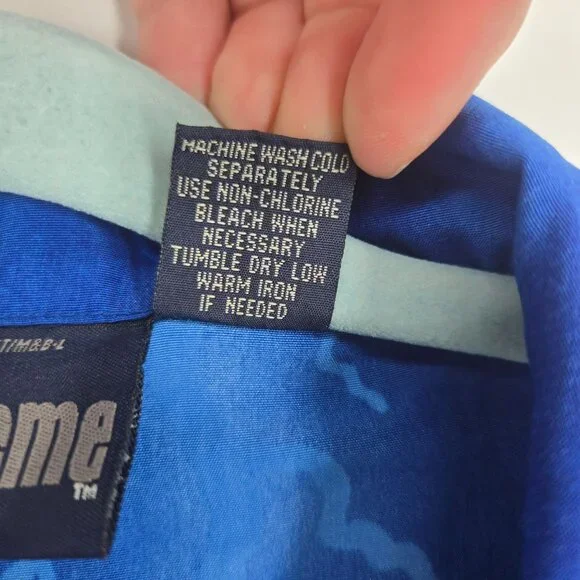 MACHINE WASH COLD
SEPARATELY
USE NON-CHLORINE
BLEACH WHEN
NECESSARY
TUMBLE DRY LOW
WARM IRON
IF NEEDED
T/M&B-L
eme
TM